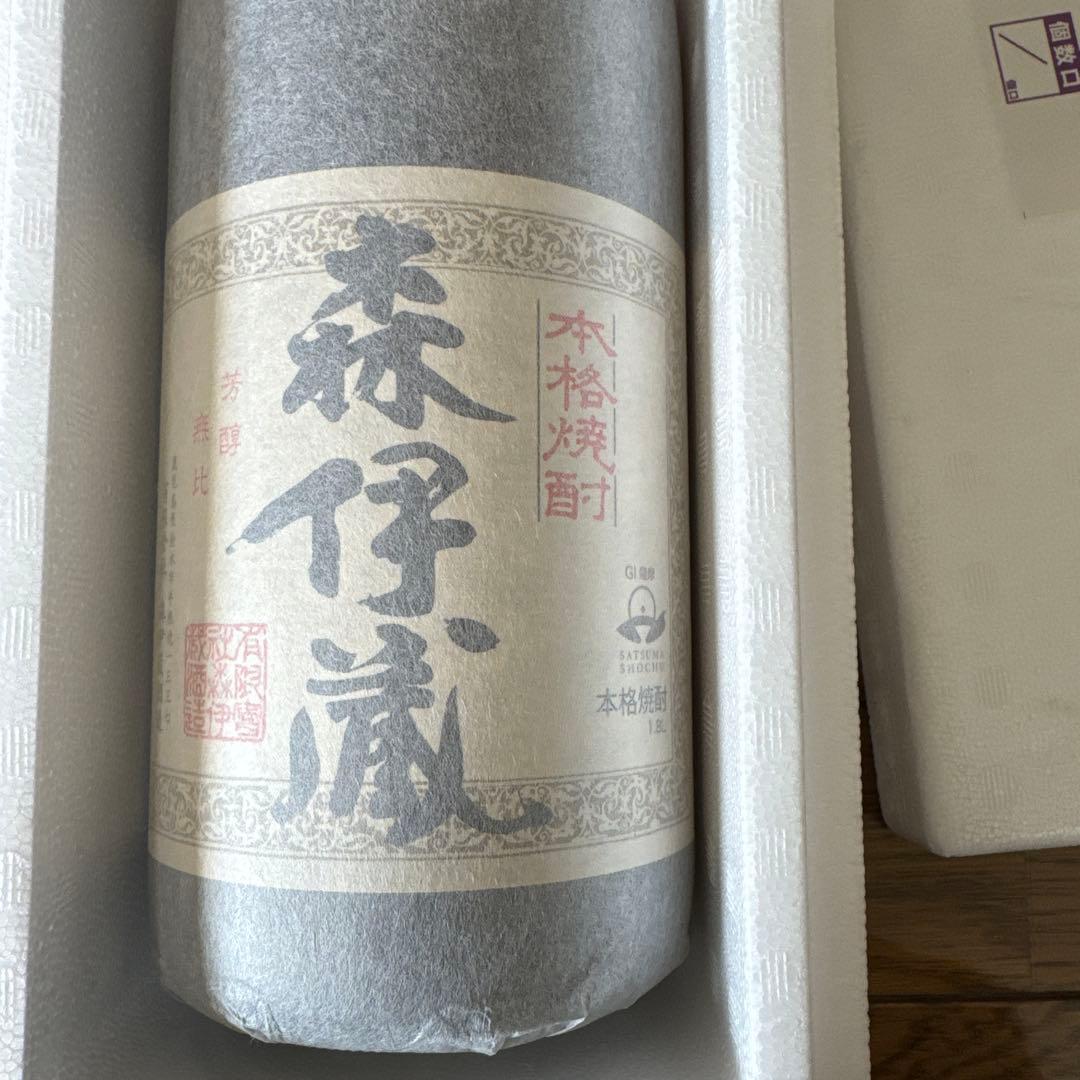 森伊蔵
本格焼酎
芳醇
無比
GI 薩摩
SATSUMA
SHOCHU
本格焼酎
1.8L
有限會
社森伊
蔵酒造
個数口